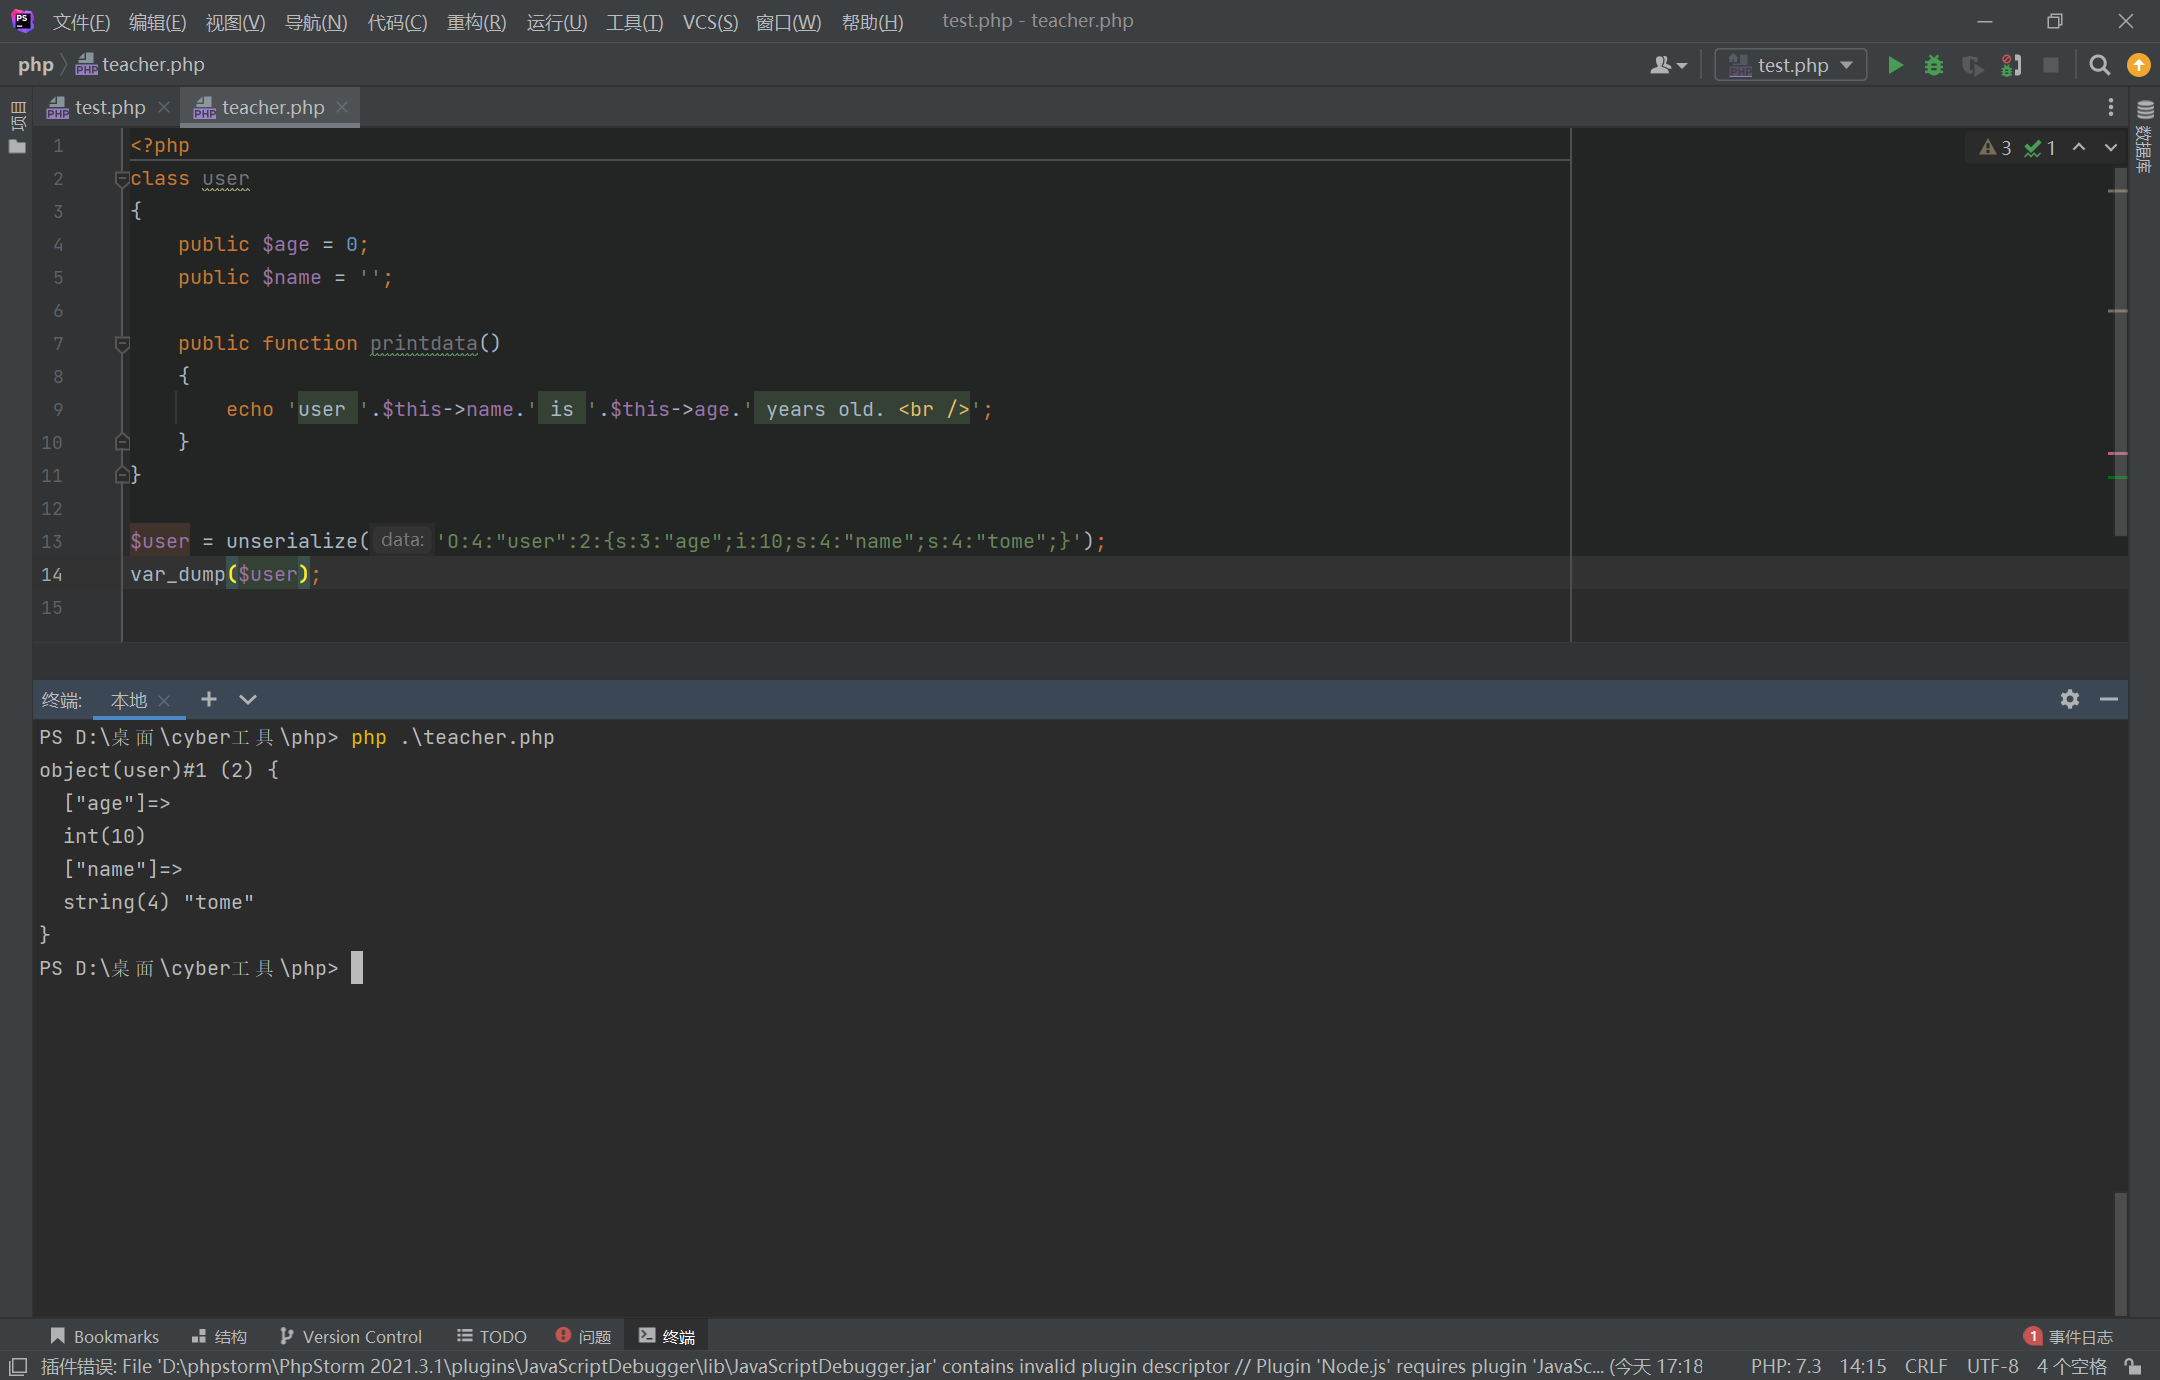 文件(F) 编辑(E) 视图(V) 导航(N) 代码(C) 重构(R) 运行(U) 工具(T) VCS(S) 窗口(W) 帮助(H) test.php - teacher.php
php teacher.php test.php
项目
test.php teacher.php
数据库
3 1
1 <?php
2 class user
3 {
4 public $age = 0;
5 public $name = '';
6
7 public function printdata()
8 {
9 echo 'user '.$this->name.' is '.$this->age.' years old. <br />';
10 }
11 }
12
13 $user = unserialize( data: 'O:4:"user":2:{s:3:"age";i:10;s:4:"name";s:4:"tome";}');
14 var_dump($user);
15
终端: 本地
PS D:\桌面\cyber工具\php> php .\teacher.php
object(user)#1 (2) {
["age"]=>
int(10)
["name"]=>
string(4) "tome"
}
PS D:\桌面\cyber工具\php>
Bookmarks 结构 Version Control TODO 问题 终端 1 事件日志
插件错误: File 'D:\phpstorm\PhpStorm 2021.3.1\plugins\JavaScriptDebugger\lib\JavaScriptDebugger.jar' contains invalid plugin descriptor // Plugin 'Node.js' requires plugin 'JavaSc... (今天 17:18 PHP: 7.3 14:15 CRLF UTF-8 4 个空格